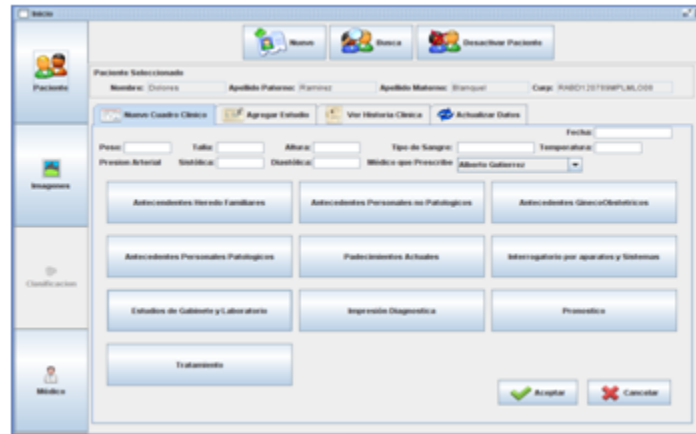 Inicio
Nuevo Busca Desactivar Paciente
Paciente
Paciente Seleccionado
Nombre: Dolores Apellido Paterno: Ramirez Apellido Materno: Blanquel Curp:
Nuevo Cuadro Clinico Agregar Estudio Ver Historia Clinica Actualizar Datos
Fecha:
Peso: Talla: Altura: Tipo de Sangre: Temperatura:
Presion Arterial Sistólica: Diastólica: Médico que Prescribe Alberto Gutierrez
Imagenes
Antecendentes Heredo Familiares Antecedentes Personales no Patologicos Antecedentes GinecoObstetricos
Antecedentes Personales Patologicos Padecimientos Actuales Interrogatorio por aparatos y Sistemas
Clasificacion
Estudios de Gabinete y Laboratorio Impresión Diagnostica Pronostico
Tratamiento
Médico
Aceptar Cancelar